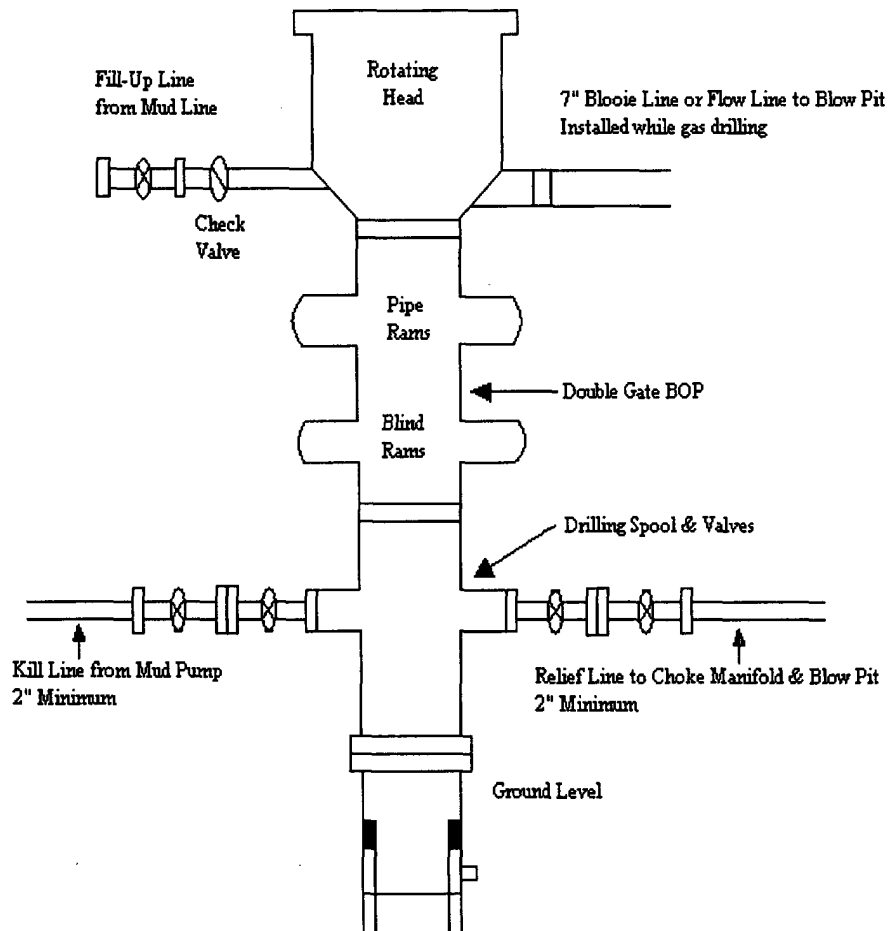 Rotating
Head
Fill-Up Line
from Mud Line
7" Blooie Line or Flow Line to Blow Pit
Installed while gas drilling
Check
Valve
Pipe
Rams
Double Gate BOP
Blind
Rams
Drilling Spool & Valves
Kill Line from Mud Pump
2" Minimum
Relief Line to Choke Manifold & Blow Pit
2" Minimum
Ground Level